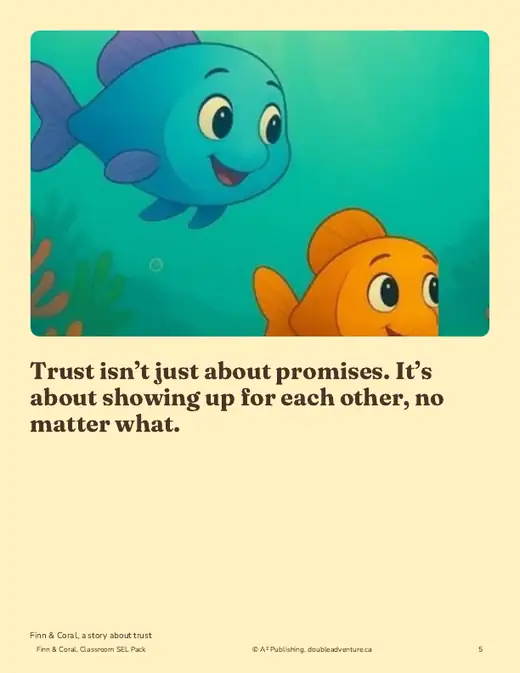 Trust isn’t just about promises. It’s
about showing up for each other, no
matter what.
Finn & Coral, a story about trust
Finn & Coral, Classroom SEL Pack
© A² Publishing, doubleadventure.ca
5